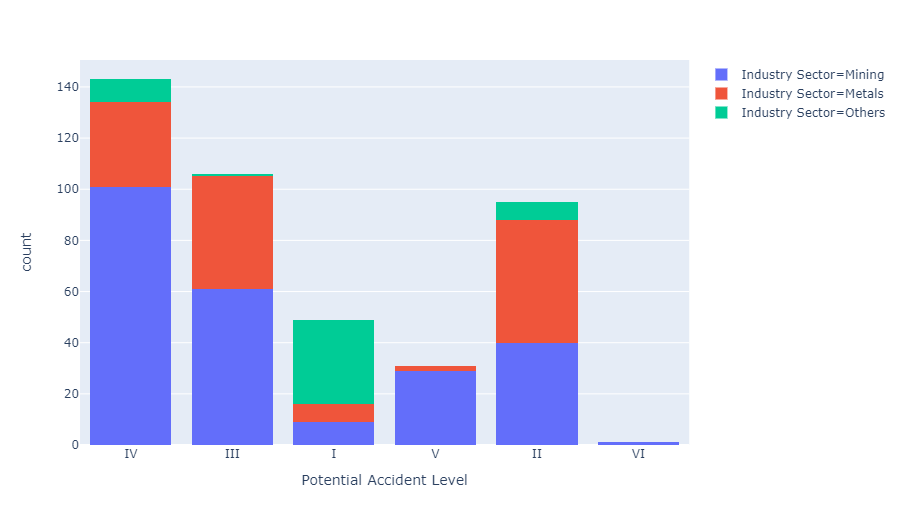 Industry Sector=Mining
Industry Sector=Metals
Industry Sector=Others
140
120
100
80
60
40
20
0
count
IV III I V II VI
Potential Accident Level